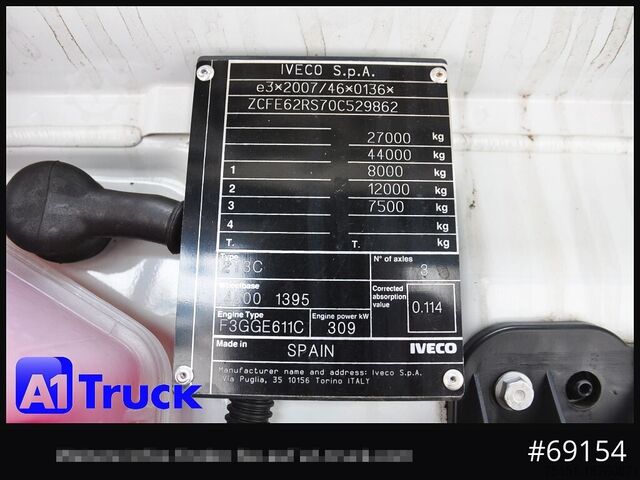 IVECO S.p.A.
e3×2007/46×0136×
ZCFE62RS70C529862
27000 kg
44000 kg
1 8000 kg
2 12000 kg
3 7500 kg
4 kg
T. T. kg
Type N° of axles
3
Wheelbase
1395
Corrected absorption value 0.114
Engine Type Engine power kW
F3GGE611C 309
Made in SPAIN IVECO
Manufacturer name and address: Iveco S.p.A.
Via Puglia, 35 10156 Torino ITALY
A1 Truck
#69154